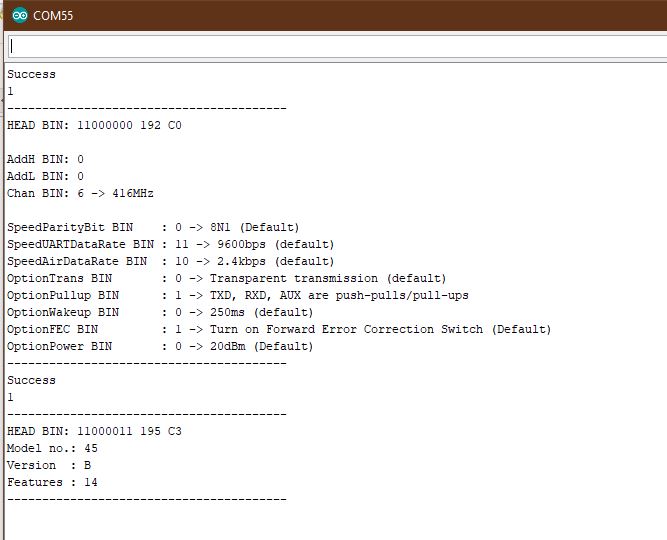 COM55
Success
1
----------------------------------------
HEAD BIN: 11000000 192 C0
AddH BIN: 0
AddL BIN: 0
Chan BIN: 6 -> 416MHz
SpeedParityBit BIN    : 0 -> 8N1 (Default)
SpeedUARTDataRate BIN : 11 -> 9600bps (default)
SpeedAirDataRate BIN  : 10 -> 2.4kbps (default)
OptionTrans BIN       : 0 -> Transparent transmission (default)
OptionPullup BIN      : 1 -> TXD, RXD, AUX are push-pulls/pull-ups
OptionWakeup BIN      : 0 -> 250ms (default)
OptionFEC BIN         : 1 -> Turn on Forward Error Correction Switch (Default)
OptionPower BIN       : 0 -> 20dBm (Default)
----------------------------------------
Success
1
----------------------------------------
HEAD BIN: 11000011 195 C3
Model no.: 45
Version  : B
Features : 14
----------------------------------------